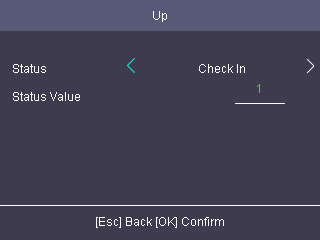 Up
Status Check In
Status Value 1
[Esc] Back [OK] Confirm